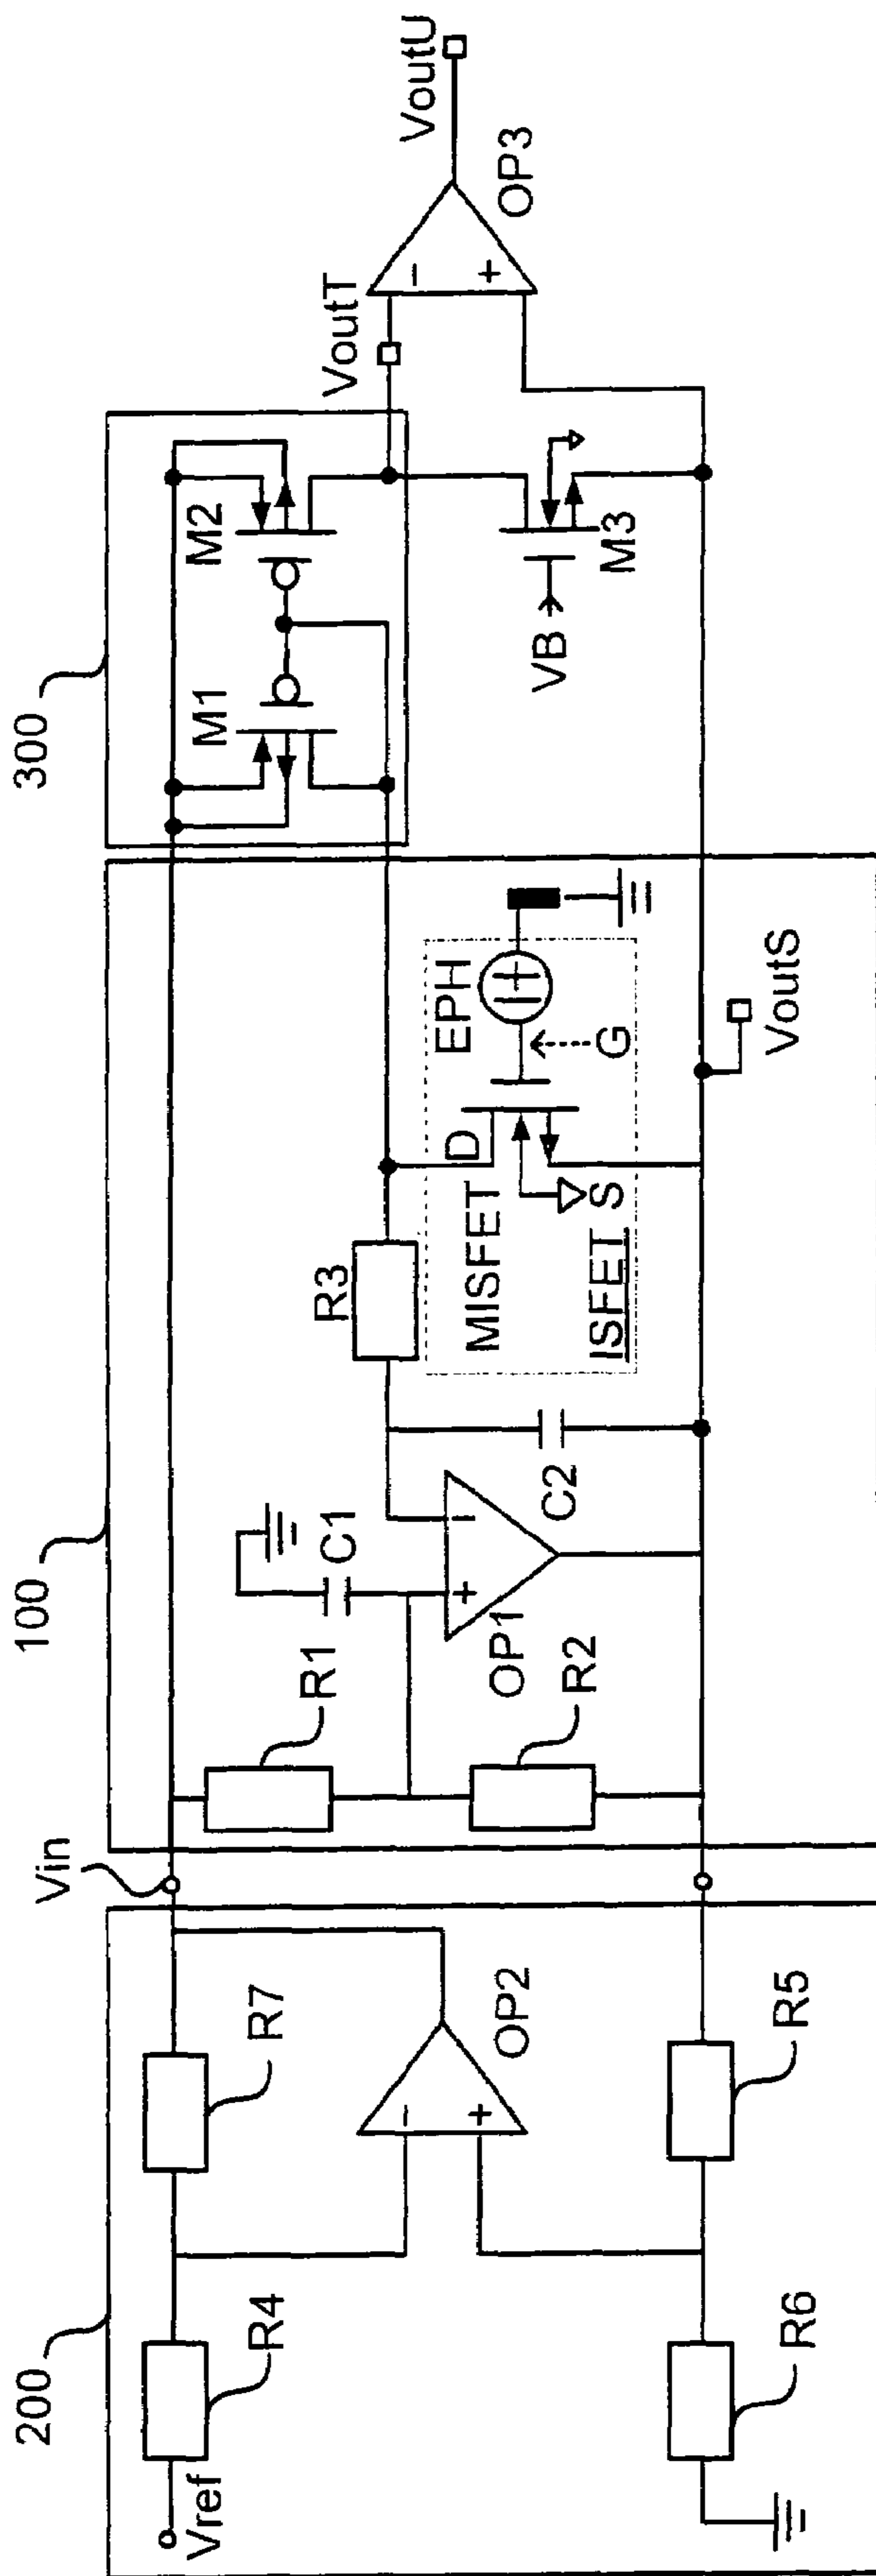 200
100
300
Vref
R4
R7
Vin
R1
C1
R3
M1
M2
VoutT
VoutU
-
+
OP2
+
-
OP1
C2
D
MISFET
EPH
G
S
ISFET
VB
M3
-
+
OP3
R2
R6
R5
VoutS